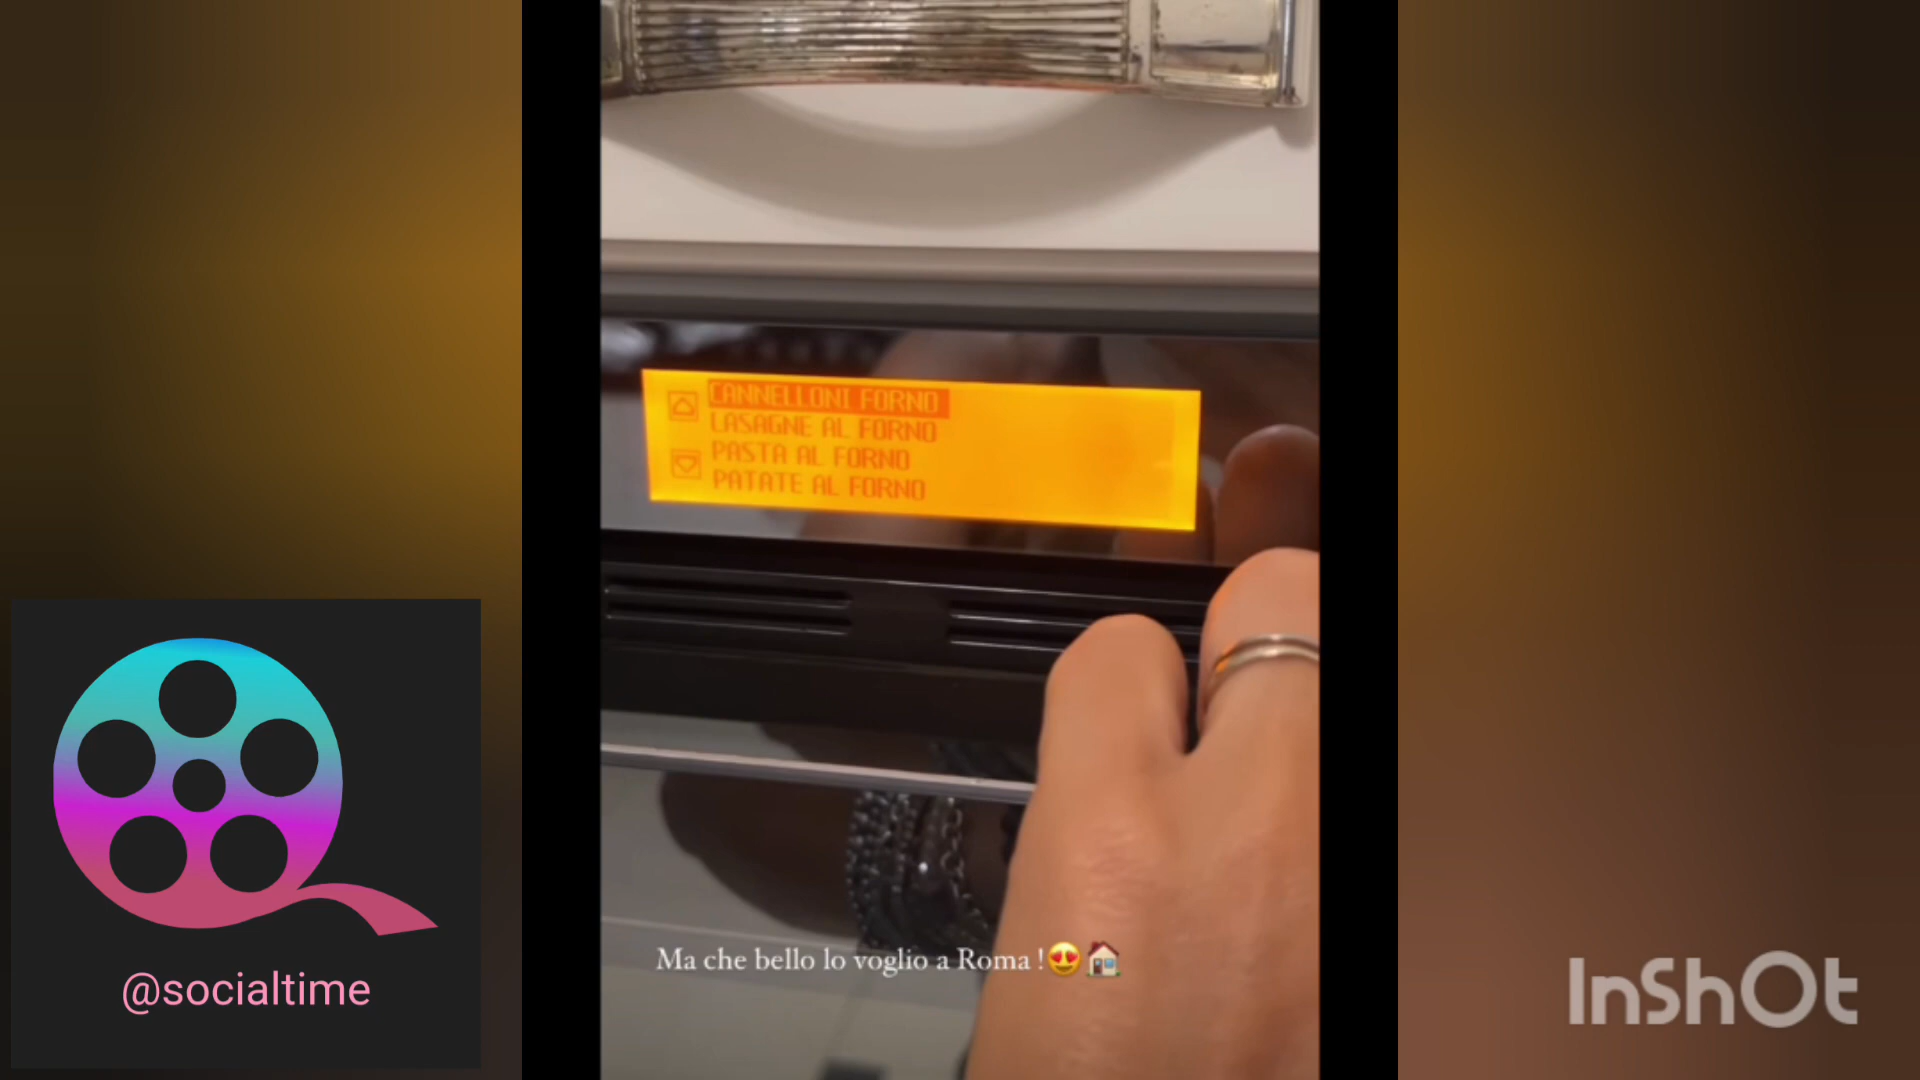 CANNELLONI FORNO
LASAGNE AL FORNO
PASTA AL FORNO
PATATE AL FORNO
Ma che bello lo voglio a Roma !😍🏠
@socialtime
InShOt